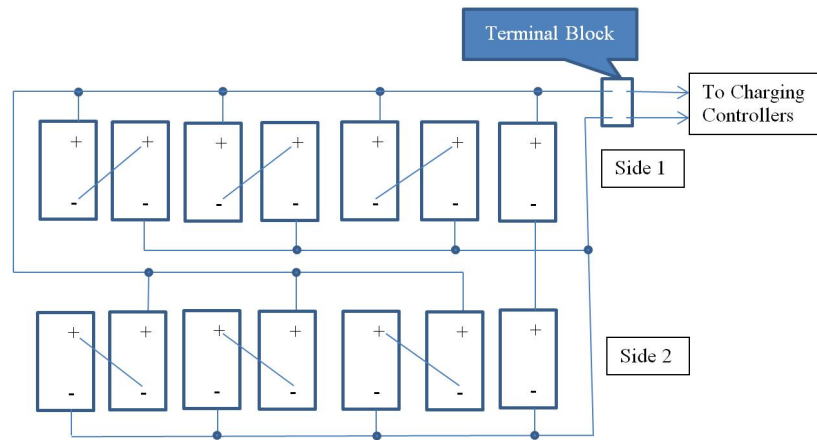 Terminal Block
To Charging
Controllers
+ + + + + + +
- - - - - - -
Side 1
+ + + + + + +
Side 2
- - - - - - -